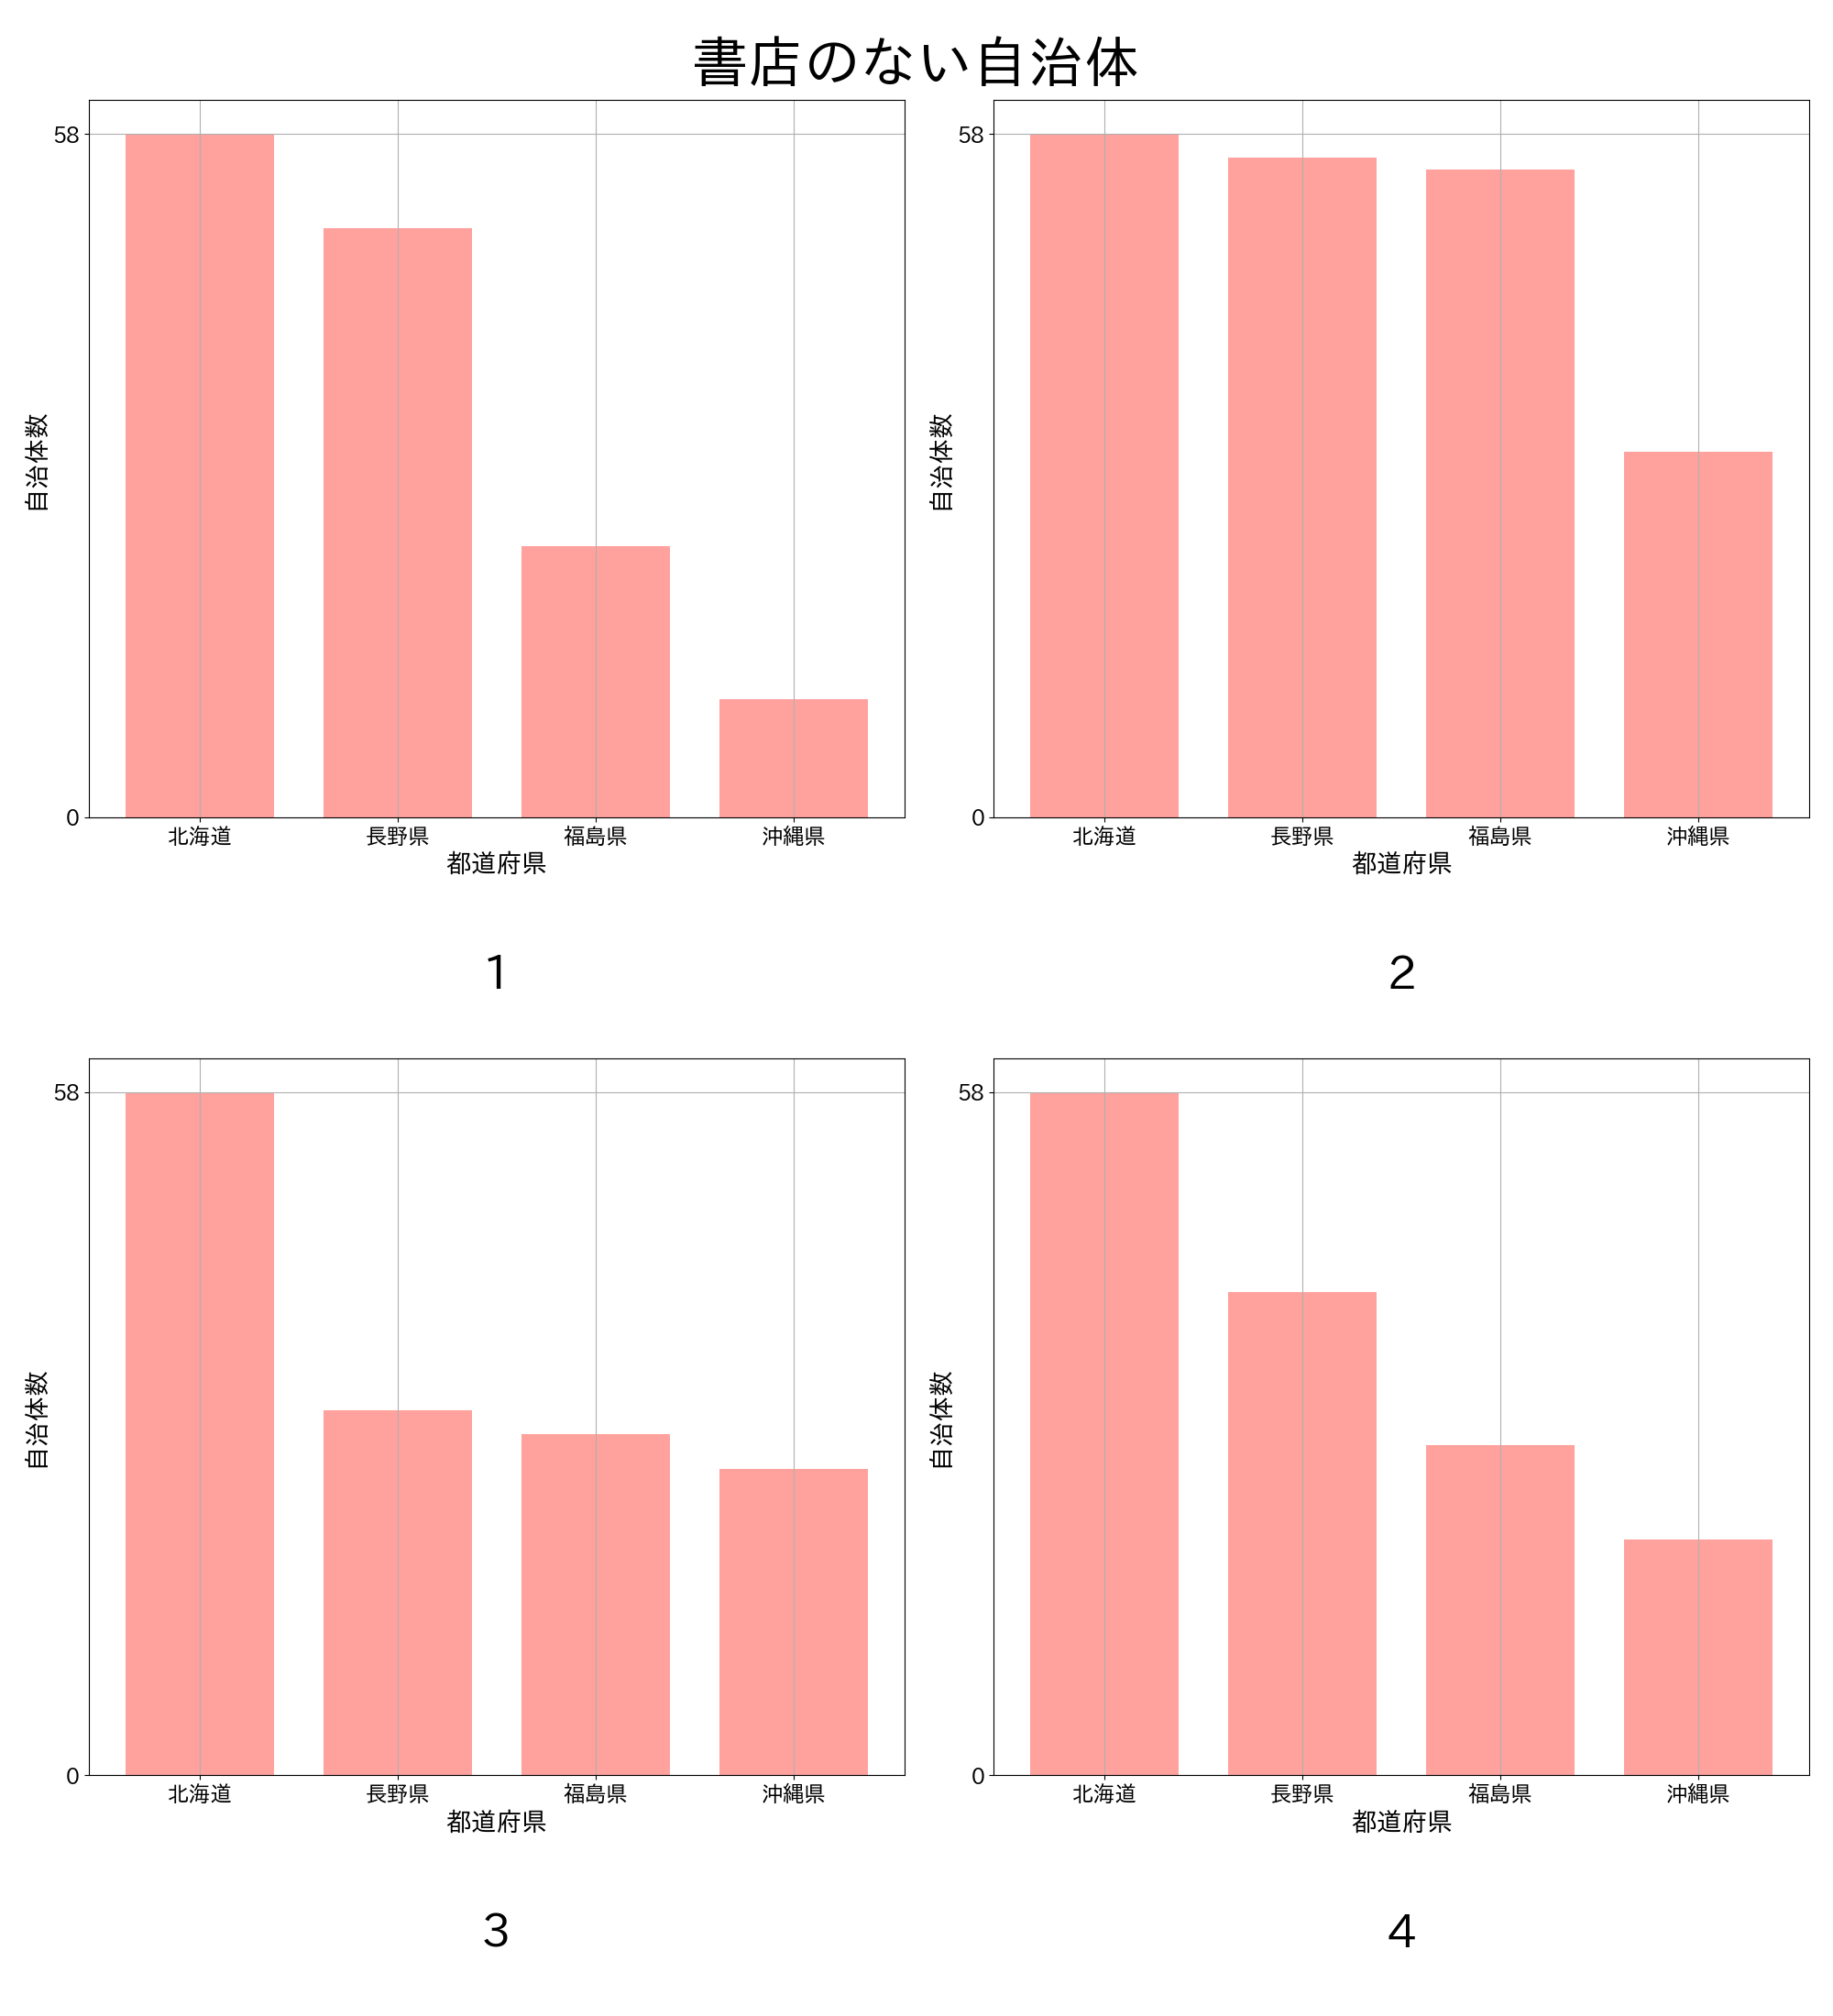 書店のない自治体
58
0
自治体数
北海道 長野県 福島県 沖縄県
都道府県
1
58
0
自治体数
北海道 長野県 福島県 沖縄県
都道府県
2
58
0
自治体数
北海道 長野県 福島県 沖縄県
都道府県
3
58
0
自治体数
北海道 長野県 福島県 沖縄県
都道府県
4